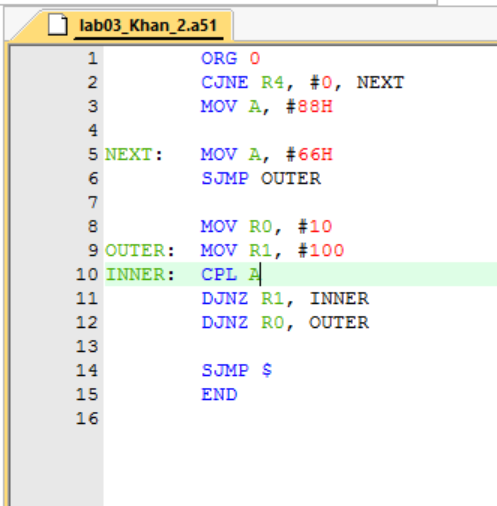 lab03_Khan_2.a51
1 ORG 0
2 CJNE R4, #0, NEXT
3 MOV A, #88H
4
5 NEXT: MOV A, #66H
6 SJMP OUTER
7
8 MOV R0, #10
9 OUTER: MOV R1, #100
10 INNER: CPL A
11 DJNZ R1, INNER
12 DJNZ R0, OUTER
13
14 SJMP $
15 END
16